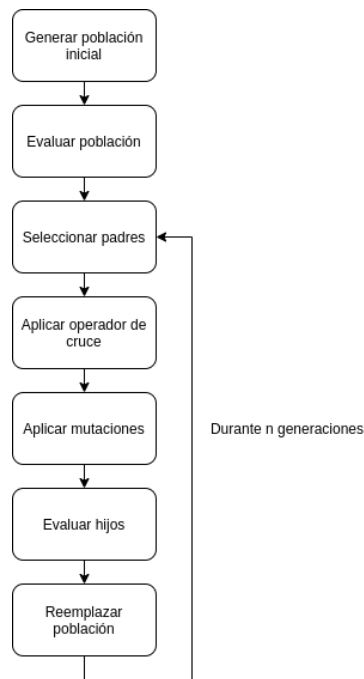 Generar población
inicial
Evaluar población
Seleccionar padres
Aplicar operador de
cruce
Aplicar mutaciones
Durante n generaciones
Evaluar hijos
Reemplazar
población